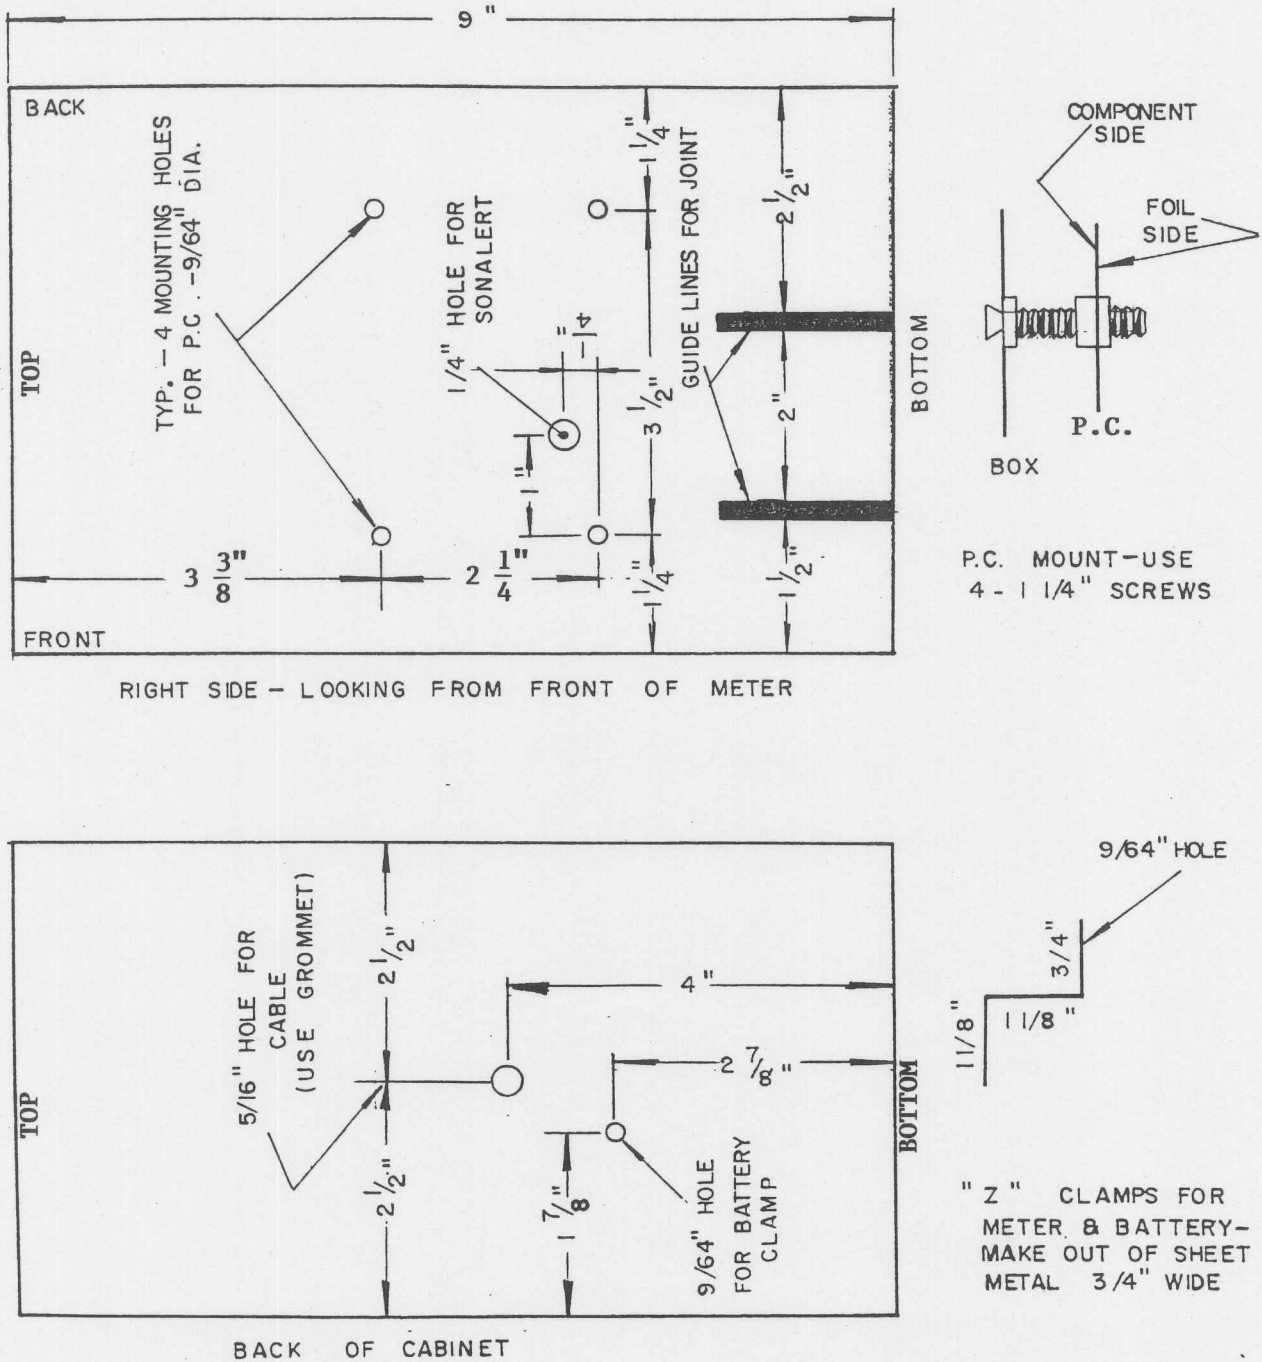 9 "
BACK
TYP. – 4 MOUNTING HOLES
FOR P.C. – 9/64" DIA.
1/4" HOLE FOR
SONALERT
1 1/4"
GUIDE LINES FOR JOINT
2 1/2"
TOP
1/4"
3 1/2"
2"
BOTTOM
1"
3 3/8"
2 1/4"
1 1/4"
1 1/2"
FRONT
RIGHT SIDE – LOOKING FROM FRONT OF METER
COMPONENT
SIDE
FOIL
SIDE
P.C.
BOX
P.C. MOUNT–USE
4 – 1 1/4" SCREWS
5/16" HOLE FOR
CABLE
(USE GROMMET)
2 1/2"
4"
2 7/8"
TOP
BOTTOM
2 1/2"
1 7/8"
9/64" HOLE
FOR BATTERY
CLAMP
BACK OF CABINET
9/64" HOLE
3/4"
1 1/8"
1 1/8"
" Z " CLAMPS FOR
METER & BATTERY–
MAKE OUT OF SHEET
METAL 3/4" WIDE